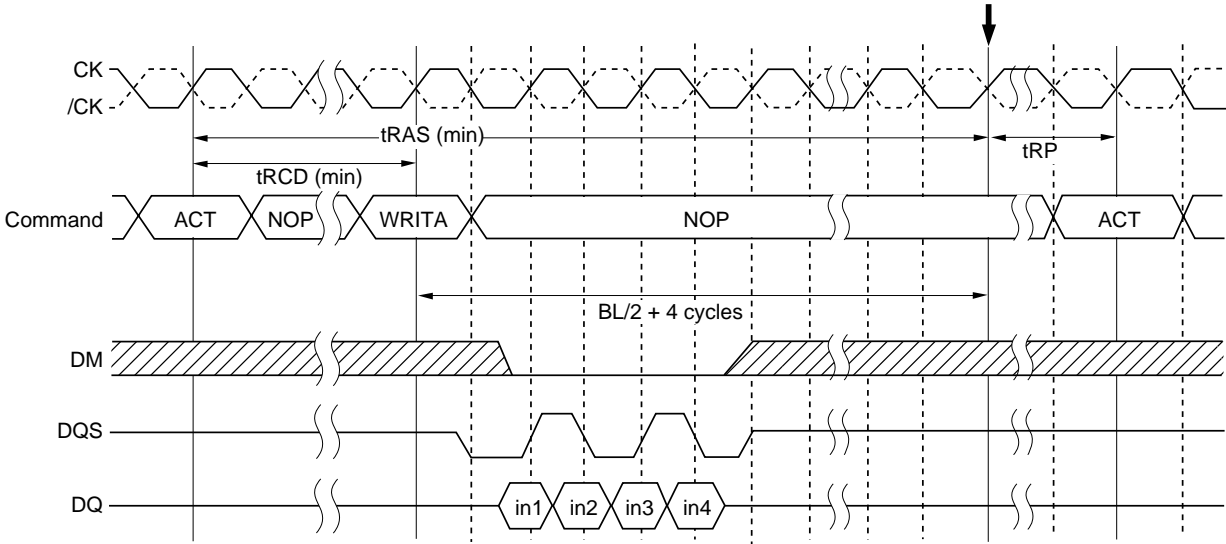 CK
/CK
tRAS (min)
tRP
tRCD (min)
Command ACT NOP WRITA NOP ACT
BL/2 + 4 cycles
DM
DQS
DQ in1 in2 in3 in4